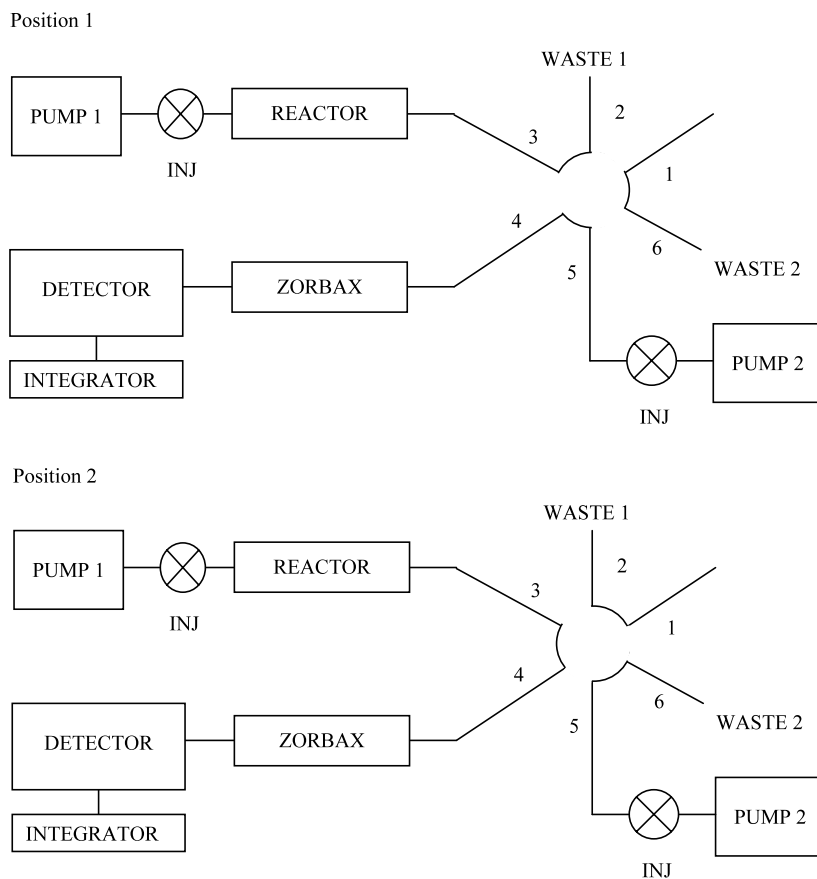 Position 1
WASTE 1
PUMP 1
REACTOR
2
3
INJ
1
4
6
DETECTOR
ZORBAX
5
WASTE 2
INTEGRATOR
PUMP 2
INJ
Position 2
WASTE 1
PUMP 1
REACTOR
2
3
INJ
1
4
6
DETECTOR
ZORBAX
5
WASTE 2
INTEGRATOR
PUMP 2
INJ